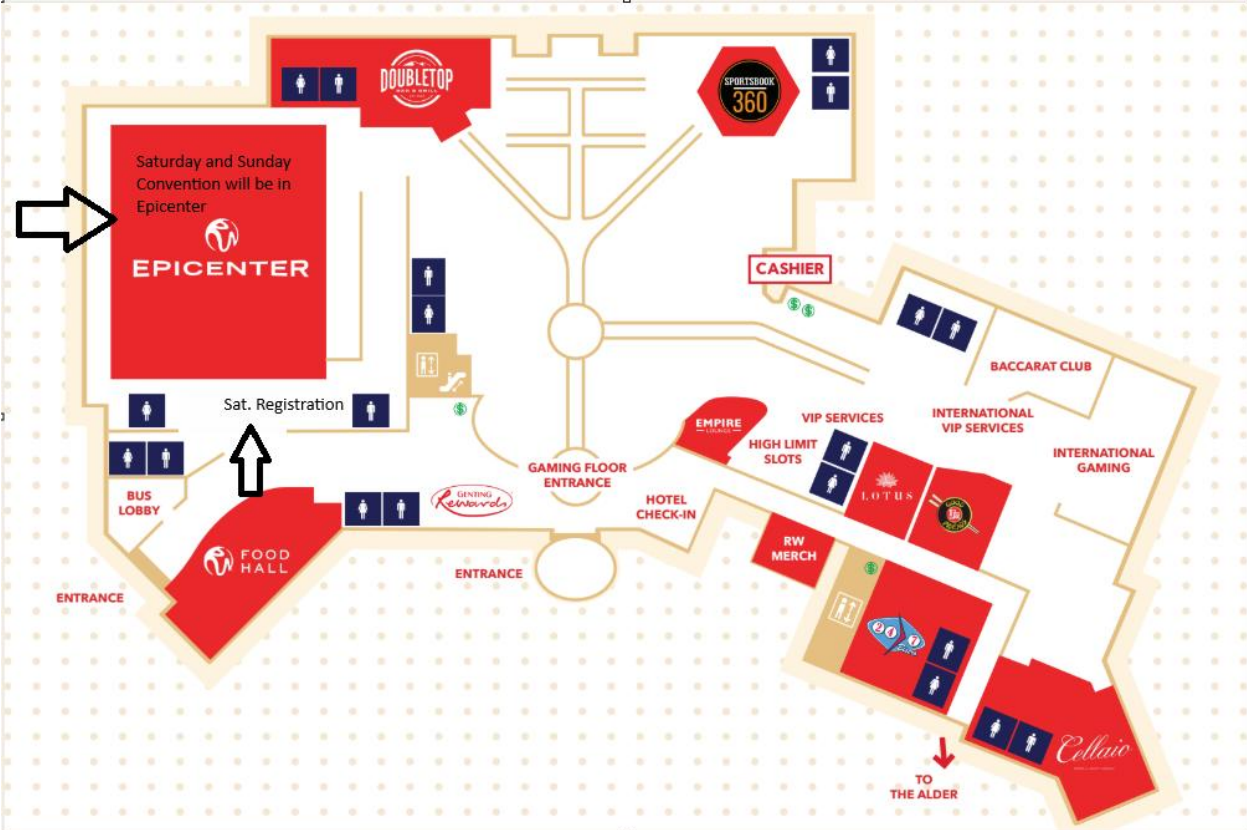 DOUBLETOP
BAR & GRILL
SPORTSBOOK
360
Saturday and Sunday
Convention will be in
Epicenter
EPICENTER
CASHIER
$ $
BACCARAT CLUB
Sat. Registration
$
EMPIRE
LOUNGE
VIP SERVICES
INTERNATIONAL
VIP SERVICES
HIGH LIMIT
SLOTS
INTERNATIONAL
GAMING
GAMING FLOOR
ENTRANCE
LOTUS
GENTING
Rewards
HOTEL
CHECK-IN
BUS
LOBBY
RW
MERCH
FOOD
HALL
ENTRANCE
ENTRANCE
$
24 7
Cellaio
TO
THE ALDER